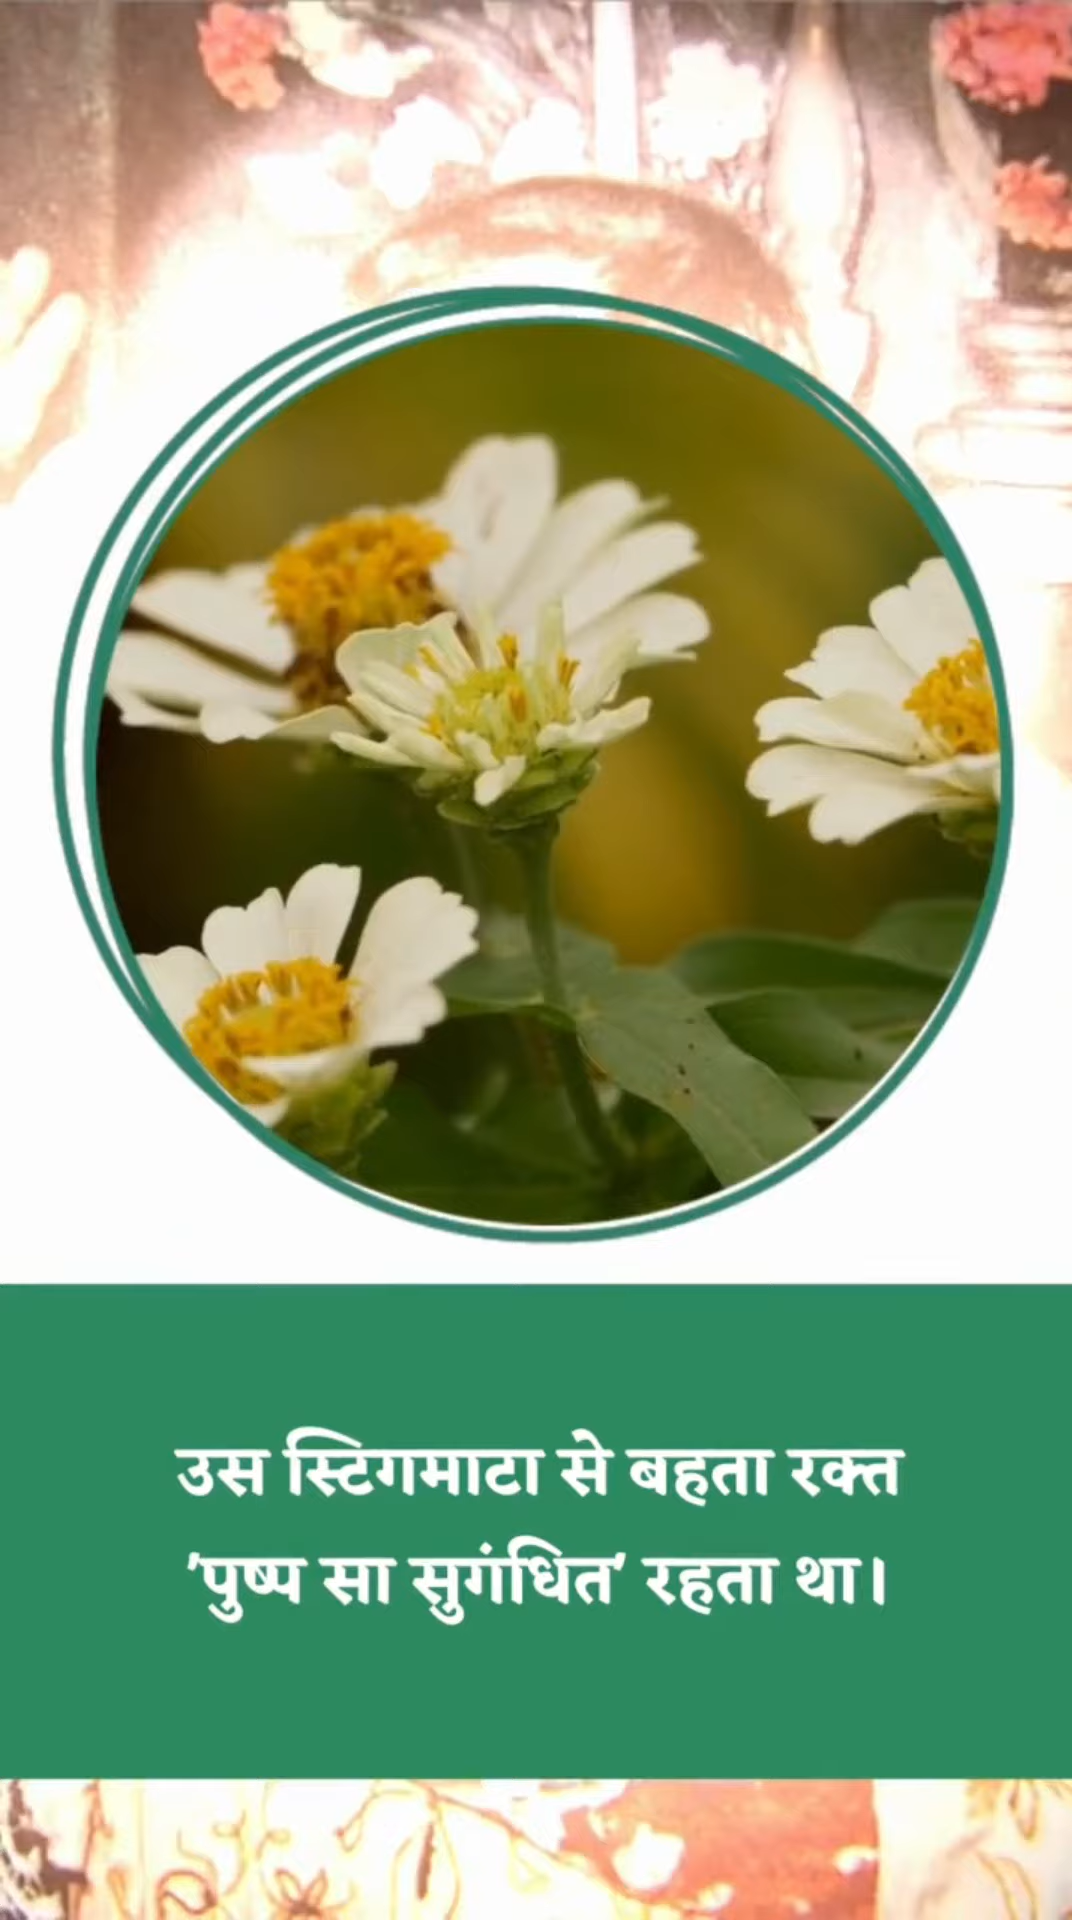 उस स्टिगमाटा से बहता रक्त
'पुष्प सा सुगंधित' रहता था।